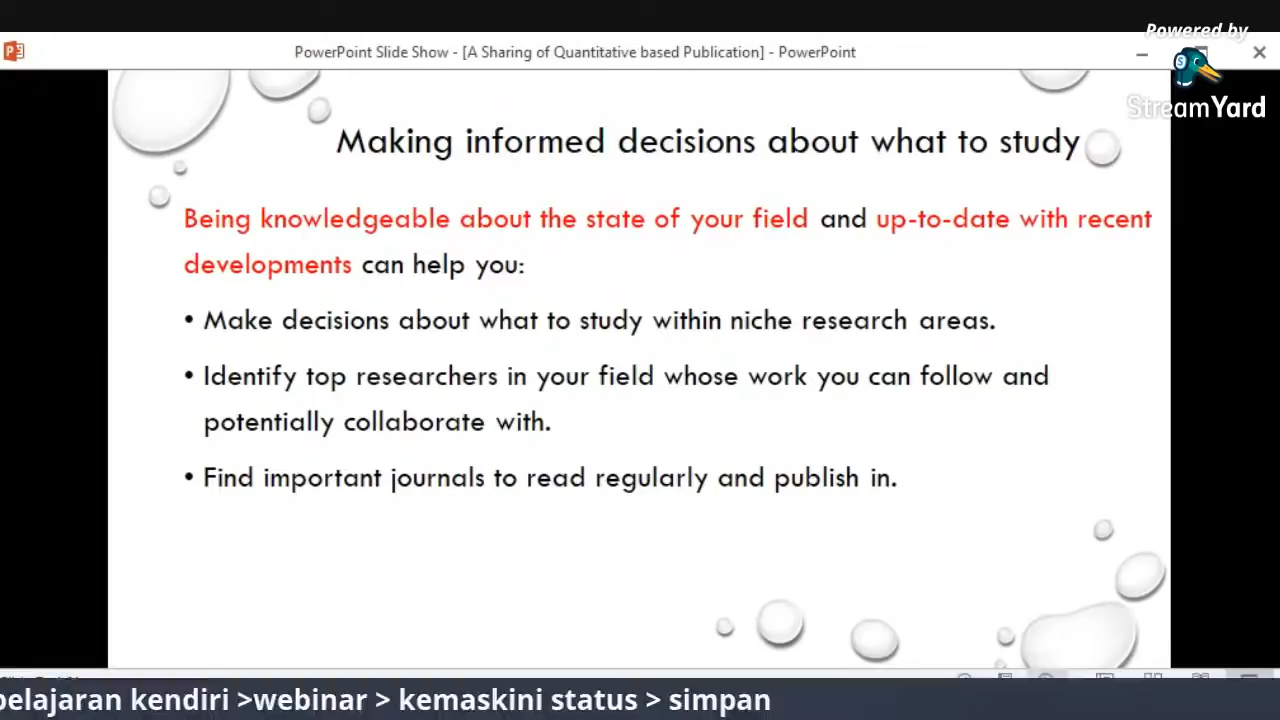 Powered by
PowerPoint Slide Show - [A Sharing of Quantitative based Publication] - PowerPoint
StreamYard
Making informed decisions about what to study
Being knowledgeable about the state of your field and up-to-date with recent
developments can help you:
• Make decisions about what to study within niche research areas.
• Identify top researchers in your field whose work you can follow and
potentially collaborate with.
• Find important journals to read regularly and publish in.
pelajaran kendiri >webinar > kemaskini status > simpan